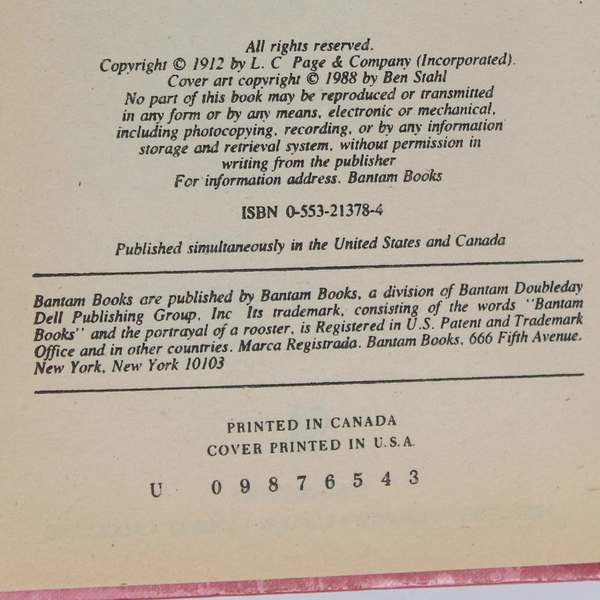 All rights reserved.
Copyright © 1912 by L. C Page & Company (Incorporated).
Cover art copyright © 1988 by Ben Stahl
No part of this book may be reproduced or transmitted
in any form or by any means, electronic or mechanical,
including photocopying, recording, or by any information
storage and retrieval system, without permission in
writing from the publisher
For information address. Bantam Books
ISBN 0-553-21378-4
Published simultaneously in the United States and Canada
Bantam Books are published by Bantam Books, a division of Bantam Doubleday
Dell Publishing Group, Inc Its trademark, consisting of the words "Bantam
Books" and the portrayal of a rooster, is Registered in U.S. Patent and Trademark
Office and in other countries. Marca Registrada. Bantam Books, 666 Fifth Avenue.
New York, New York 10103
PRINTED IN CANADA
COVER PRINTED IN U.S.A.
U 0 9 8 7 6 5 4 3